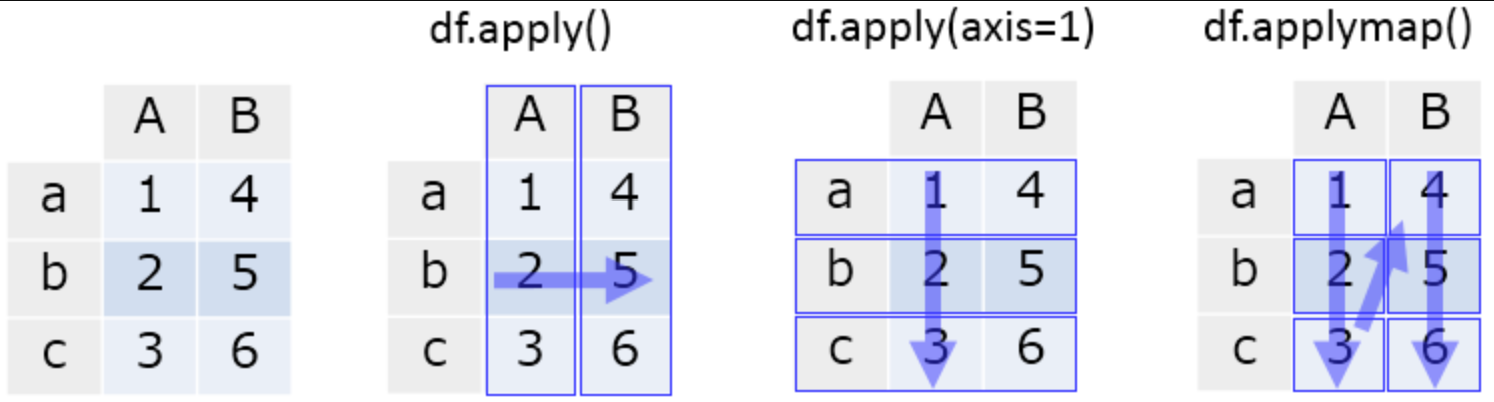 df.apply() df.apply(axis=1) df.applymap()
A B A B A B A B
a 1 4 a 1 4 a 1 4 a 1 4
b 2 5 b 2 5 b 2 5 b 2 5
c 3 6 c 3 6 c 3 6 c 3 6